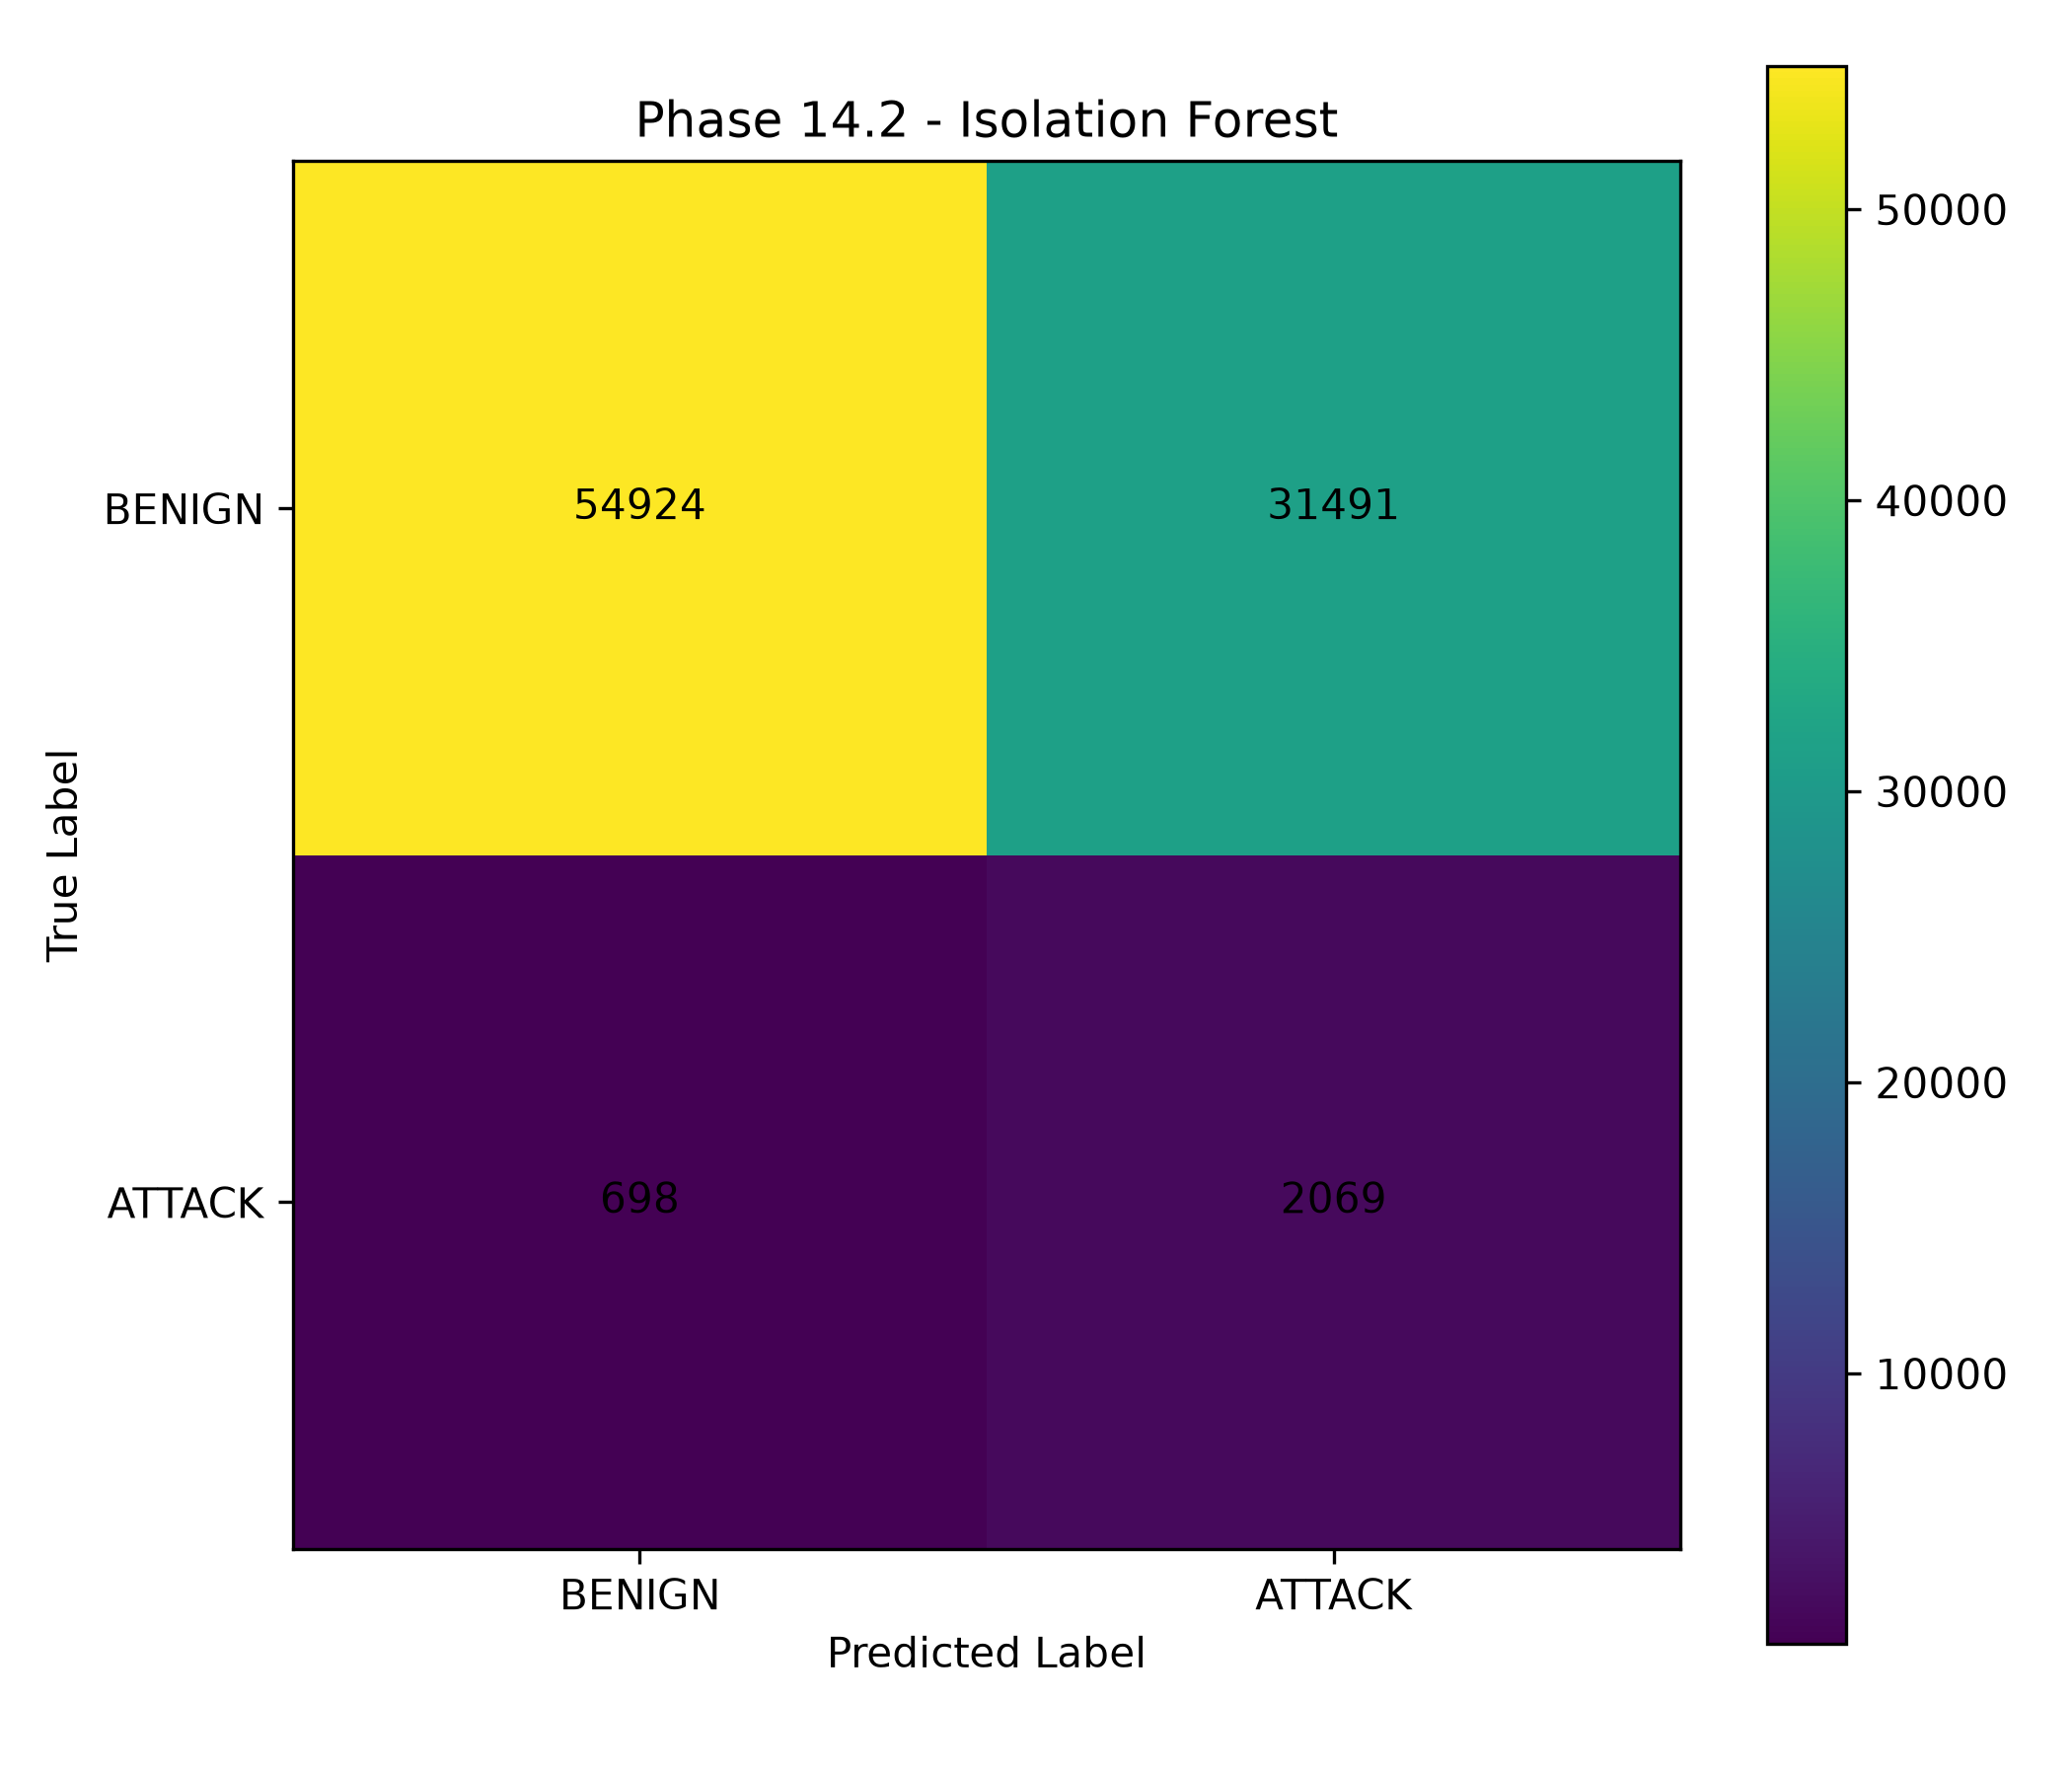 Phase 14.2 - Isolation Forest
50000
40000
30000
20000
10000
BENIGN
54924
31491
True Label
ATTACK
698
2069
BENIGN
ATTACK
Predicted Label